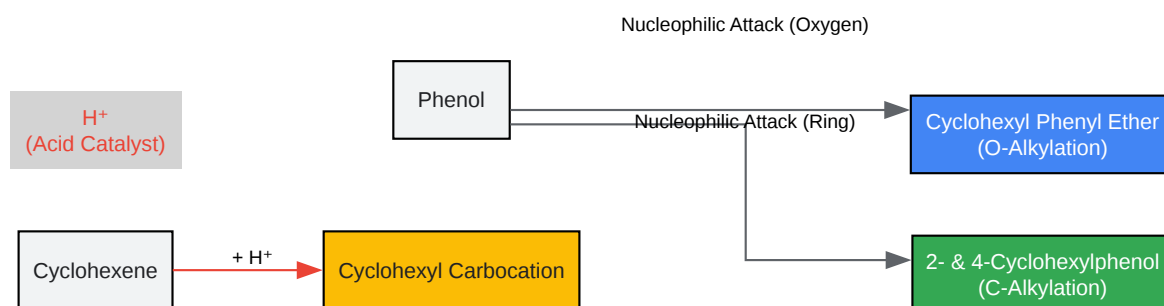 Nucleophilic Attack (Oxygen)
Phenol
H⁺
(Acid Catalyst)
Nucleophilic Attack (Ring)
Cyclohexyl Phenyl Ether
(O-Alkylation)
Cyclohexene
+ H⁺
Cyclohexyl Carbocation
2- & 4-Cyclohexylphenol
(C-Alkylation)